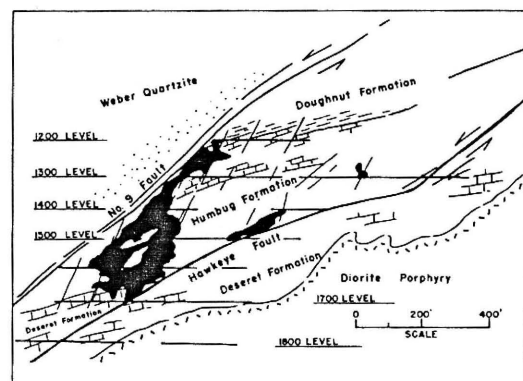 Weber Quartzite
Doughnut Formation
1200 LEVEL
No. 9 Fault
1300 LEVEL
1400 LEVEL
Humbug Formation
1500 LEVEL
Hawkeye Fault
Deseret Formation
Diorite Porphyry
1700 LEVEL
Deseret Formation
0 200' 400'
SCALE
1800 LEVEL